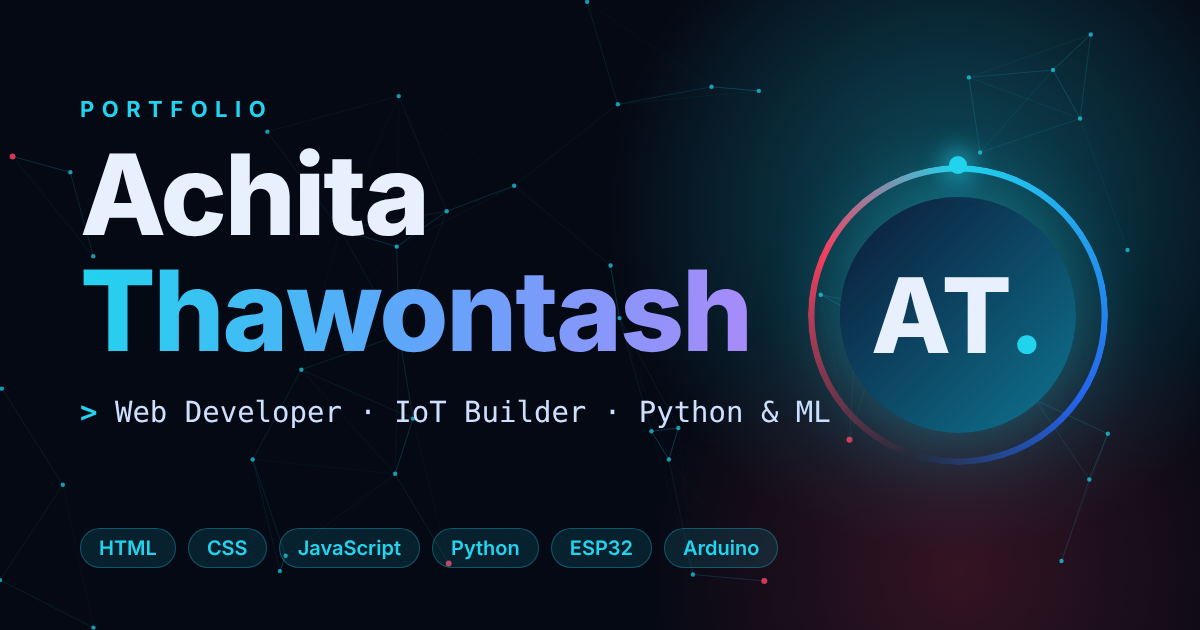 PORTFOLIO
Achita
Thawontash
> Web Developer · IoT Builder · Python & ML
AT.
HTML CSS JavaScript Python ESP32 Arduino